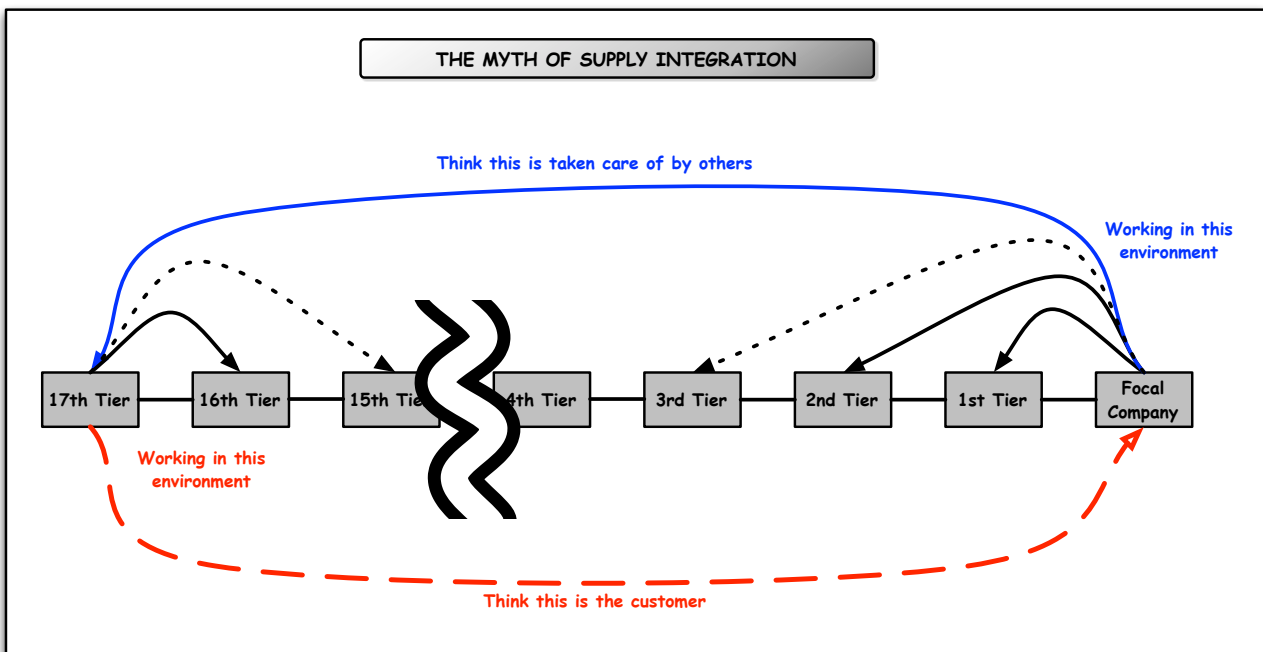 THE MYTH OF SUPPLY INTEGRATION
Think this is taken care of by others
Working in this
environment
17th Tier
16th Tier
15th Tier
4th Tier
3rd Tier
2nd Tier
1st Tier
Focal
Company
Working in this
environment
Think this is the customer